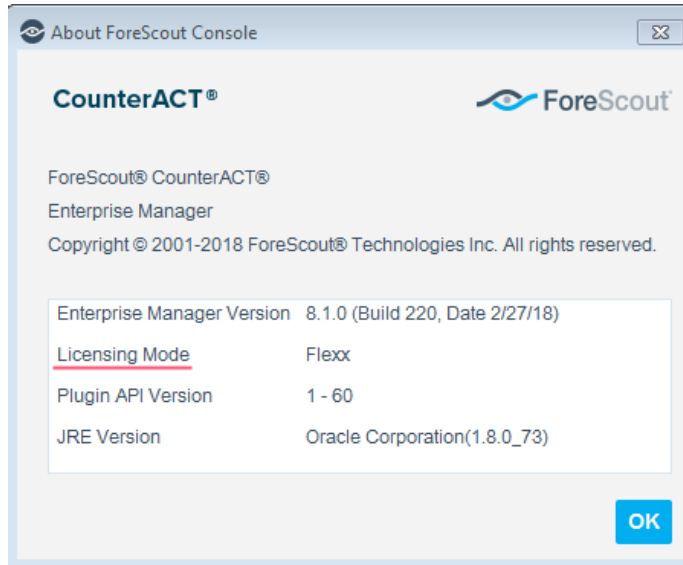 About ForeScout Console
CounterACT®
ForeScout
ForeScout® CounterACT®
Enterprise Manager
Copyright © 2001-2018 ForeScout® Technologies Inc. All rights reserved.
Enterprise Manager Version 8.1.0 (Build 220, Date 2/27/18)
Licensing Mode Flexx
Plugin API Version 1 - 60
JRE Version Oracle Corporation(1.8.0_73)
OK